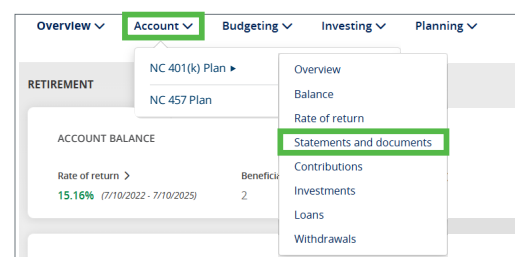 Overview Account Budgeting Investing Planning
NC 401(k) Plan
NC 457 Plan
Overview
Balance
Rate of return
Statements and documents
Contributions
Investments
Loans
Withdrawals
RETIREMENT
ACCOUNT BALANCE
Rate of return
15.16% (7/10/2022 - 7/10/2025)
2